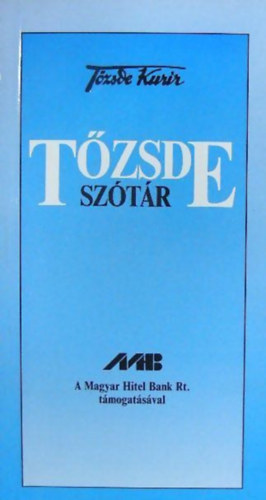 Tőzsde Kurír
TŐZSDE
SZÓTÁR
MHB
A Magyar Hitel Bank Rt.
támogatásával